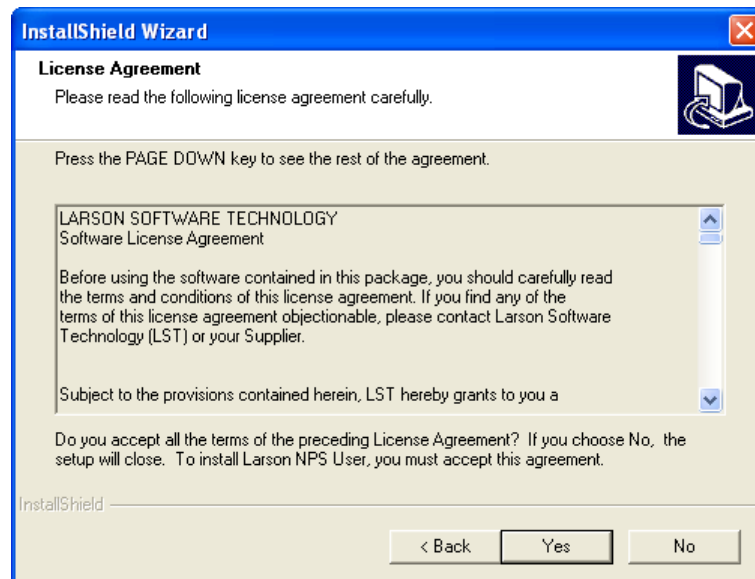 InstallShield Wizard
License Agreement
Please read the following license agreement carefully.
Press the PAGE DOWN key to see the rest of the agreement.
LARSON SOFTWARE TECHNOLOGY
Software License Agreement
Before using the software contained in this package, you should carefully read
the terms and conditions of this license agreement. If you find any of the
terms of this license agreement objectionable, please contact Larson Software
Technology (LST) or your Supplier.
Subject to the provisions contained herein, LST hereby grants to you a
Do you accept all the terms of the preceding License Agreement? If you choose No, the
setup will close. To install Larson NPS User, you must accept this agreement.
InstallShield
< Back Yes No